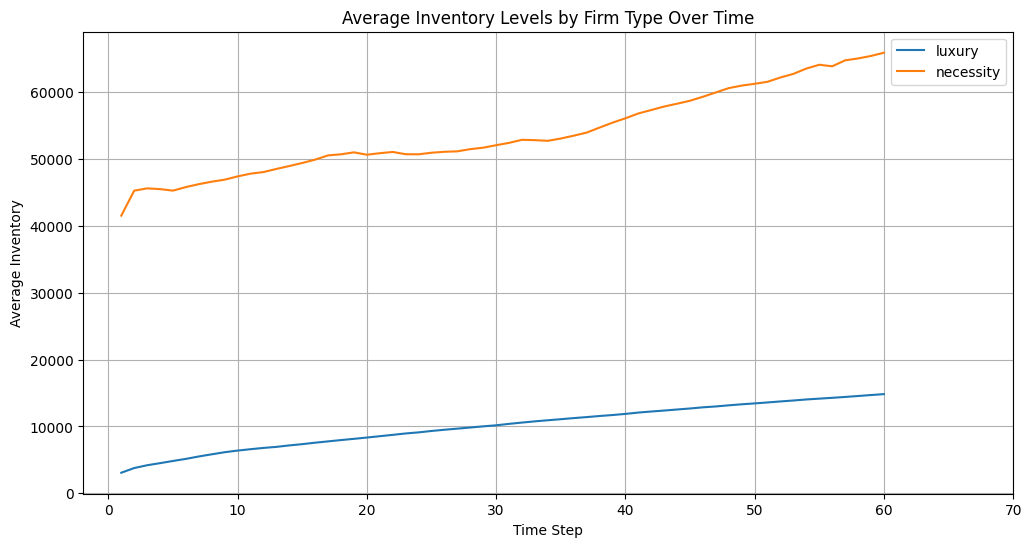 Average Inventory Levels by Firm Type Over Time
luxury
necessity
Average Inventory
60000
50000
40000
30000
20000
10000
0
0 10 20 30 40 50 60 70
Time Step